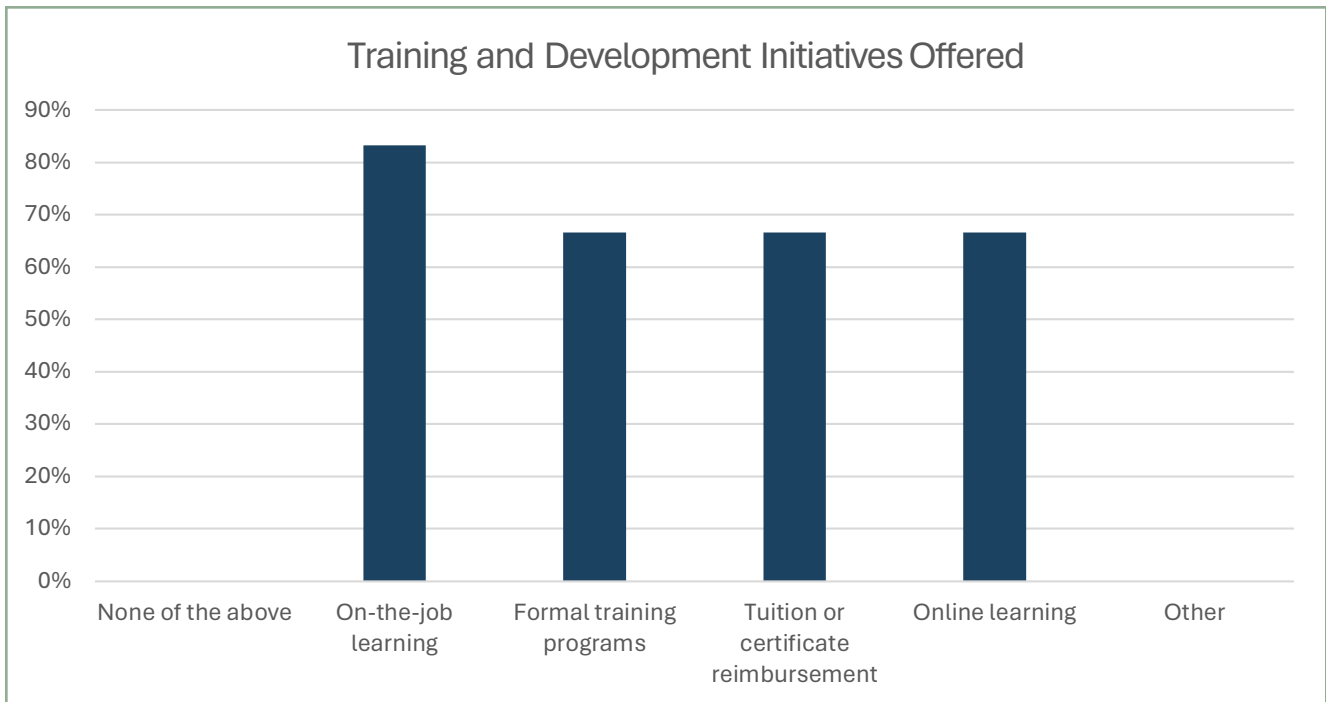 Training and Development Initiatives Offered
90%
80%
70%
60%
50%
40%
30%
20%
10%
0%
None of the above
On-the-job
learning
Formal training
programs
Tuition or
certificate
reimbursement
Online learning
Other